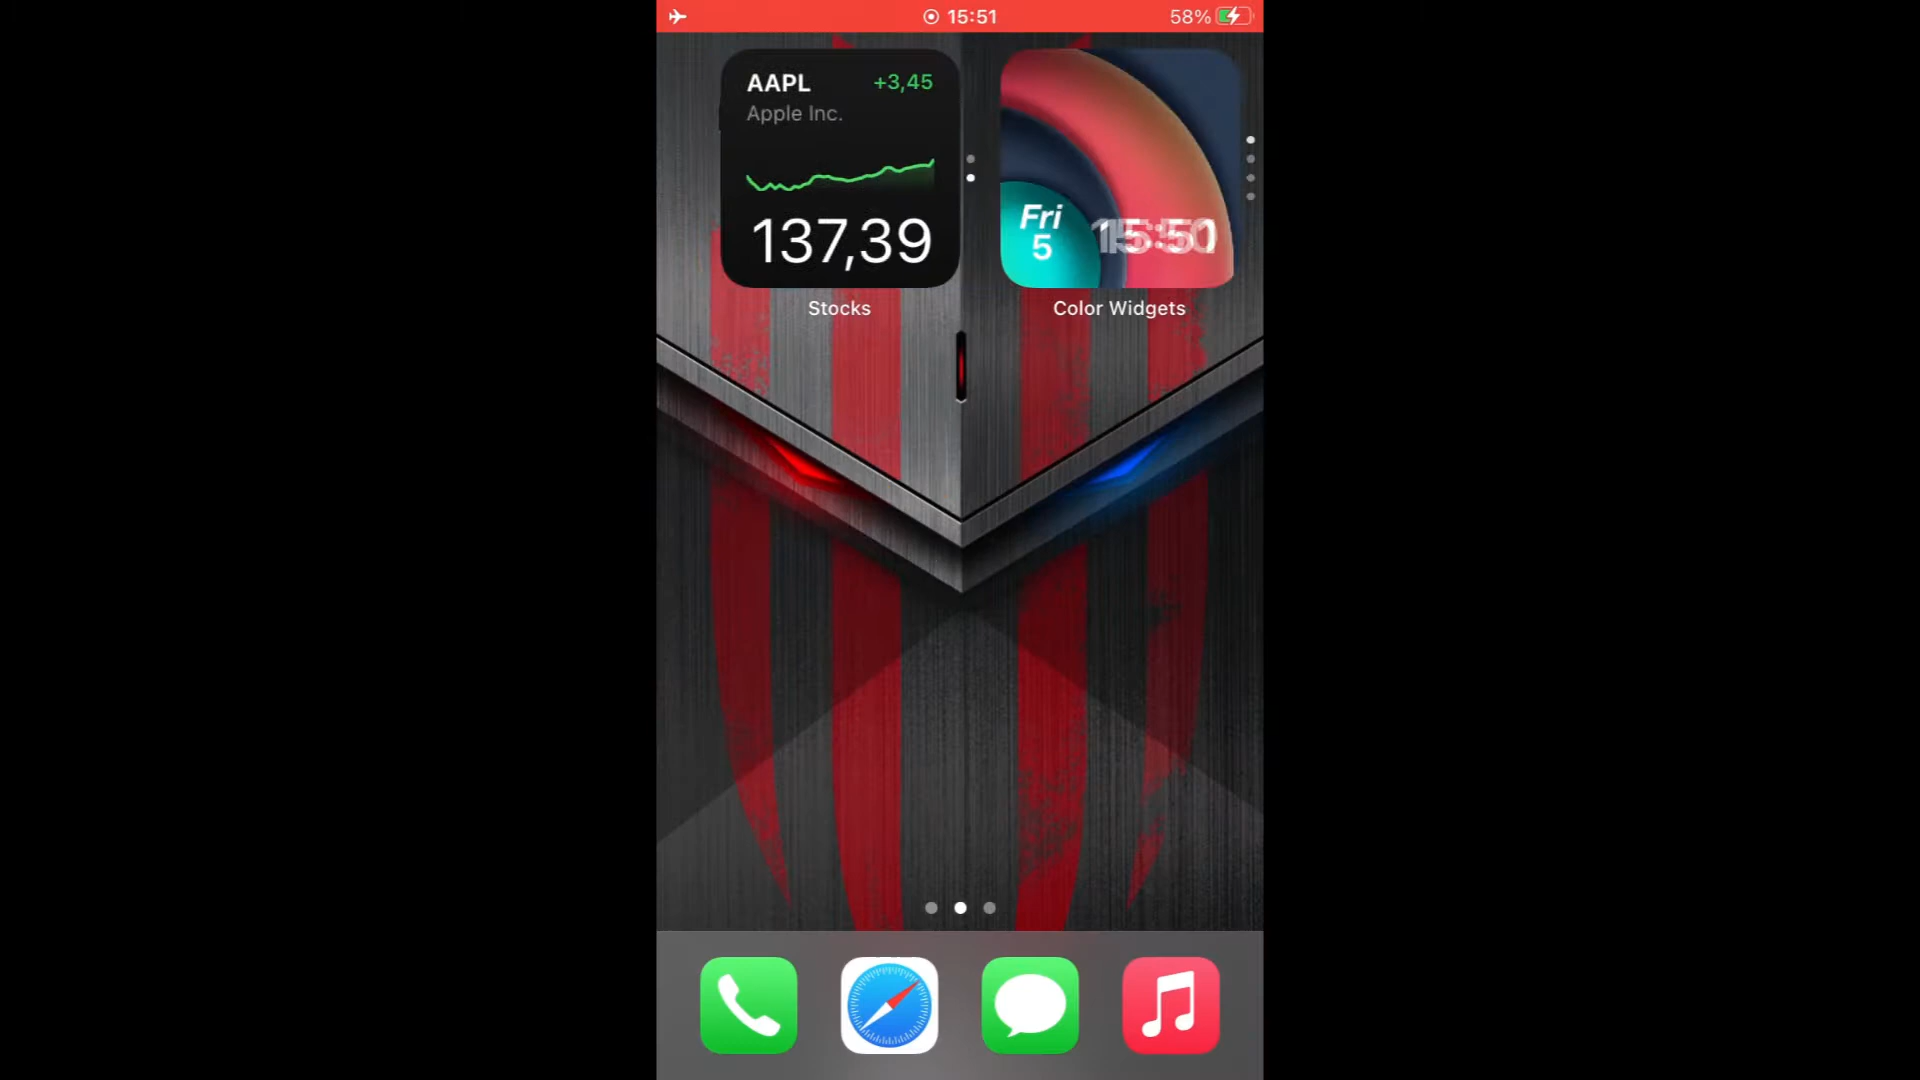 15:51
58%
AAPL
+3,45
Apple Inc.
137,39
Stocks
Fri
5
Color Widgets